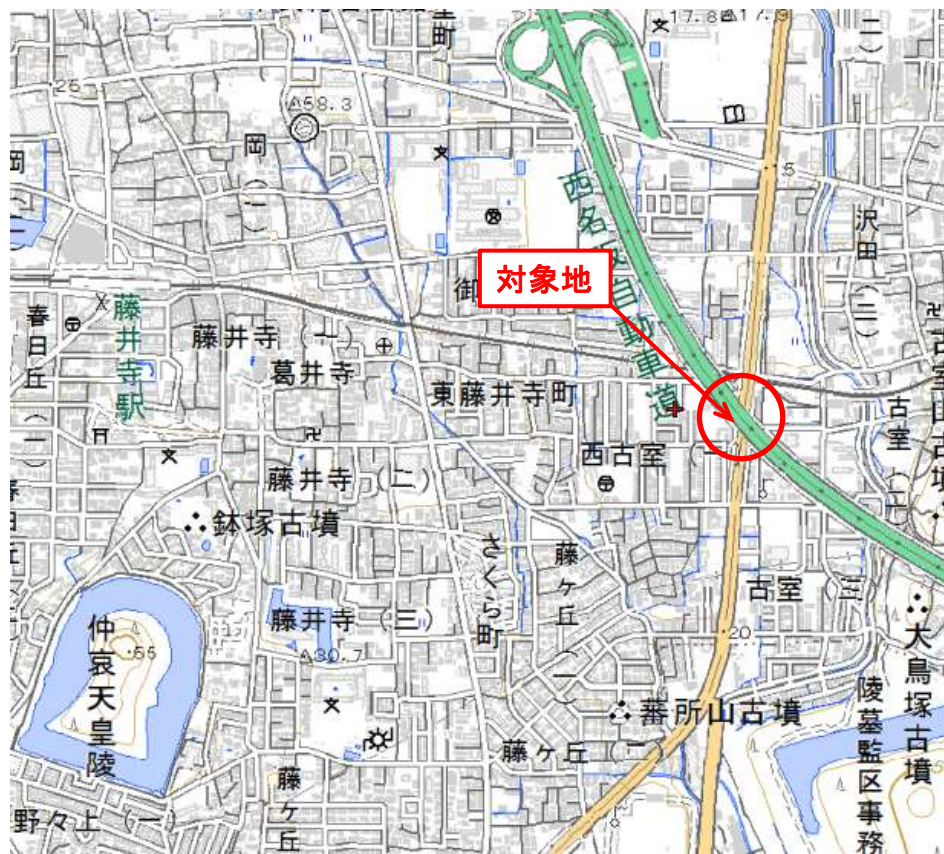 17.8
17.9
25
58.3
岡
(一)
沢田
(二)
対象地
西名阪自動車道
御
藤井寺駅
春日丘
(一)
藤井寺(一)
葛井寺
東藤井寺町
西古室(一)
古室
藤井寺(二)
鉢塚古墳
さくら町
藤ヶ丘
(一)
古室(三)
仲哀天皇陵
55
藤井寺(三)
30.7
20
蕃所山古墳
大鳥塚古墳
陵墓監区事務
藤ヶ丘(二)
藤ヶ丘
野々上(一)